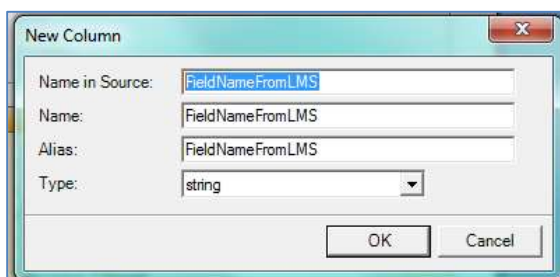 New Column
Name in Source: FieldNameFromLMS
Name: FieldNameFromLMS
Alias: FieldNameFromLMS
Type: string
OK Cancel